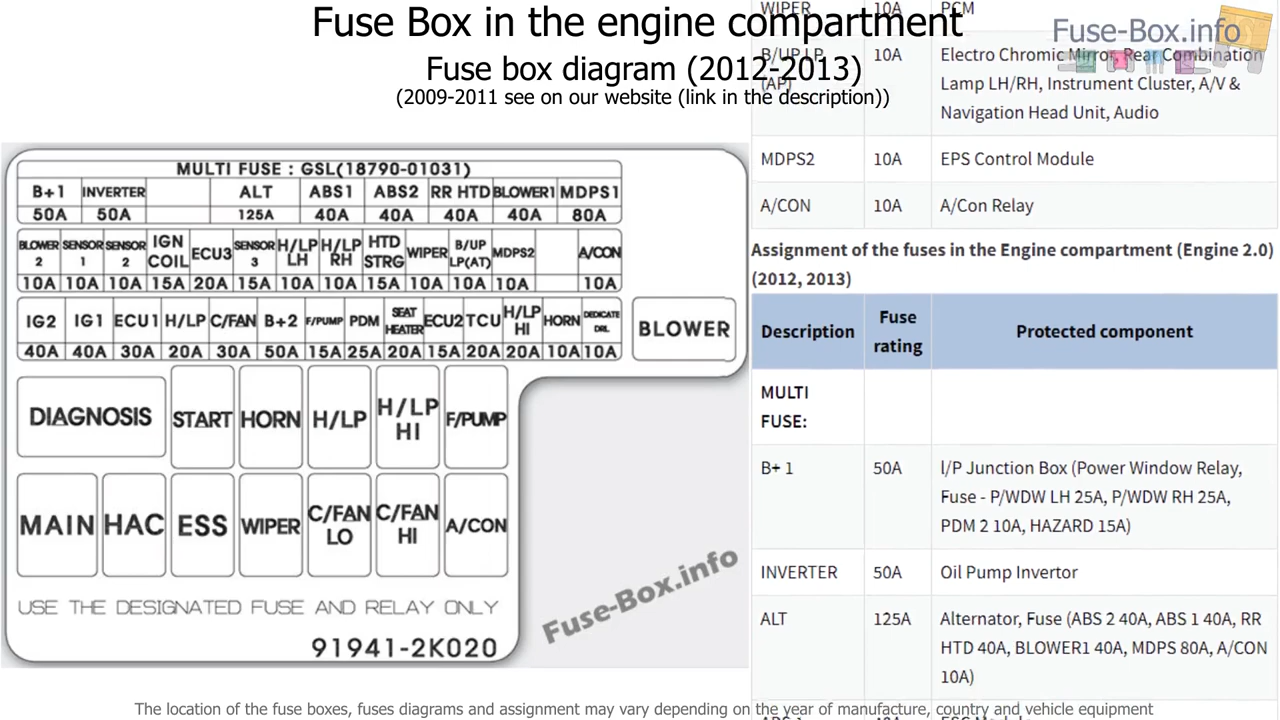 Fuse Box in the engine compartment
Fuse box diagram (2012-2013)
(2009-2011 see on our website (link in the description))
Fuse-Box.info
MULTI FUSE : GSL(18790-01031)
B+1 INVERTER ALT ABS1 ABS2 RR HTD BLOWER1 MDPS1
50A 50A 125A 40A 40A 40A 40A 80A
BLOWER 2 SENSOR 1 SENSOR 2 IGN COIL ECU3 SENSOR 3 H/LP LH H/LP RH HTD STRG WIPER B/UP LP(AT) MDPS2 A/CON
10A 10A 10A 15A 20A 15A 10A 10A 15A 10A 10A 10A 10A
IG2 IG1 ECU1 H/LP C/FAN B+2 F/PUMP PDM SEAT HEATER ECU2 TCU H/LP HI HORN DEDICATE DRL
40A 40A 30A 20A 30A 50A 15A 25A 20A 15A 20A 20A 10A 10A
BLOWER
DIAGNOSIS START HORN H/LP H/LP HI F/PUMP
MAIN HAC ESS WIPER C/FAN LO C/FAN HI A/CON
USE THE DESIGNATED FUSE AND RELAY ONLY
91941-2K020
Fuse-Box.info
WIPER 10A PCM
B/UP LP (AP) 10A Electro Chromic Mirror, Rear Combination
Lamp LH/RH, Instrument Cluster, A/V &
Navigation Head Unit, Audio
MDPS2 10A EPS Control Module
A/CON 10A A/Con Relay
Assignment of the fuses in the Engine compartment (Engine 2.0)
(2012, 2013)
Description Fuse rating Protected component
MULTI
FUSE:
B+ 1 50A I/P Junction Box (Power Window Relay,
Fuse - P/WDW LH 25A, P/WDW RH 25A,
PDM 2 10A, HAZARD 15A)
INVERTER 50A Oil Pump Invertor
ALT 125A Alternator, Fuse (ABS 2 40A, ABS 1 40A, RR
HTD 40A, BLOWER1 40A, MDPS 80A, A/CON
10A)
The location of the fuse boxes, fuses diagrams and assignment may vary depending on the year of manufacture, country and vehicle equipment